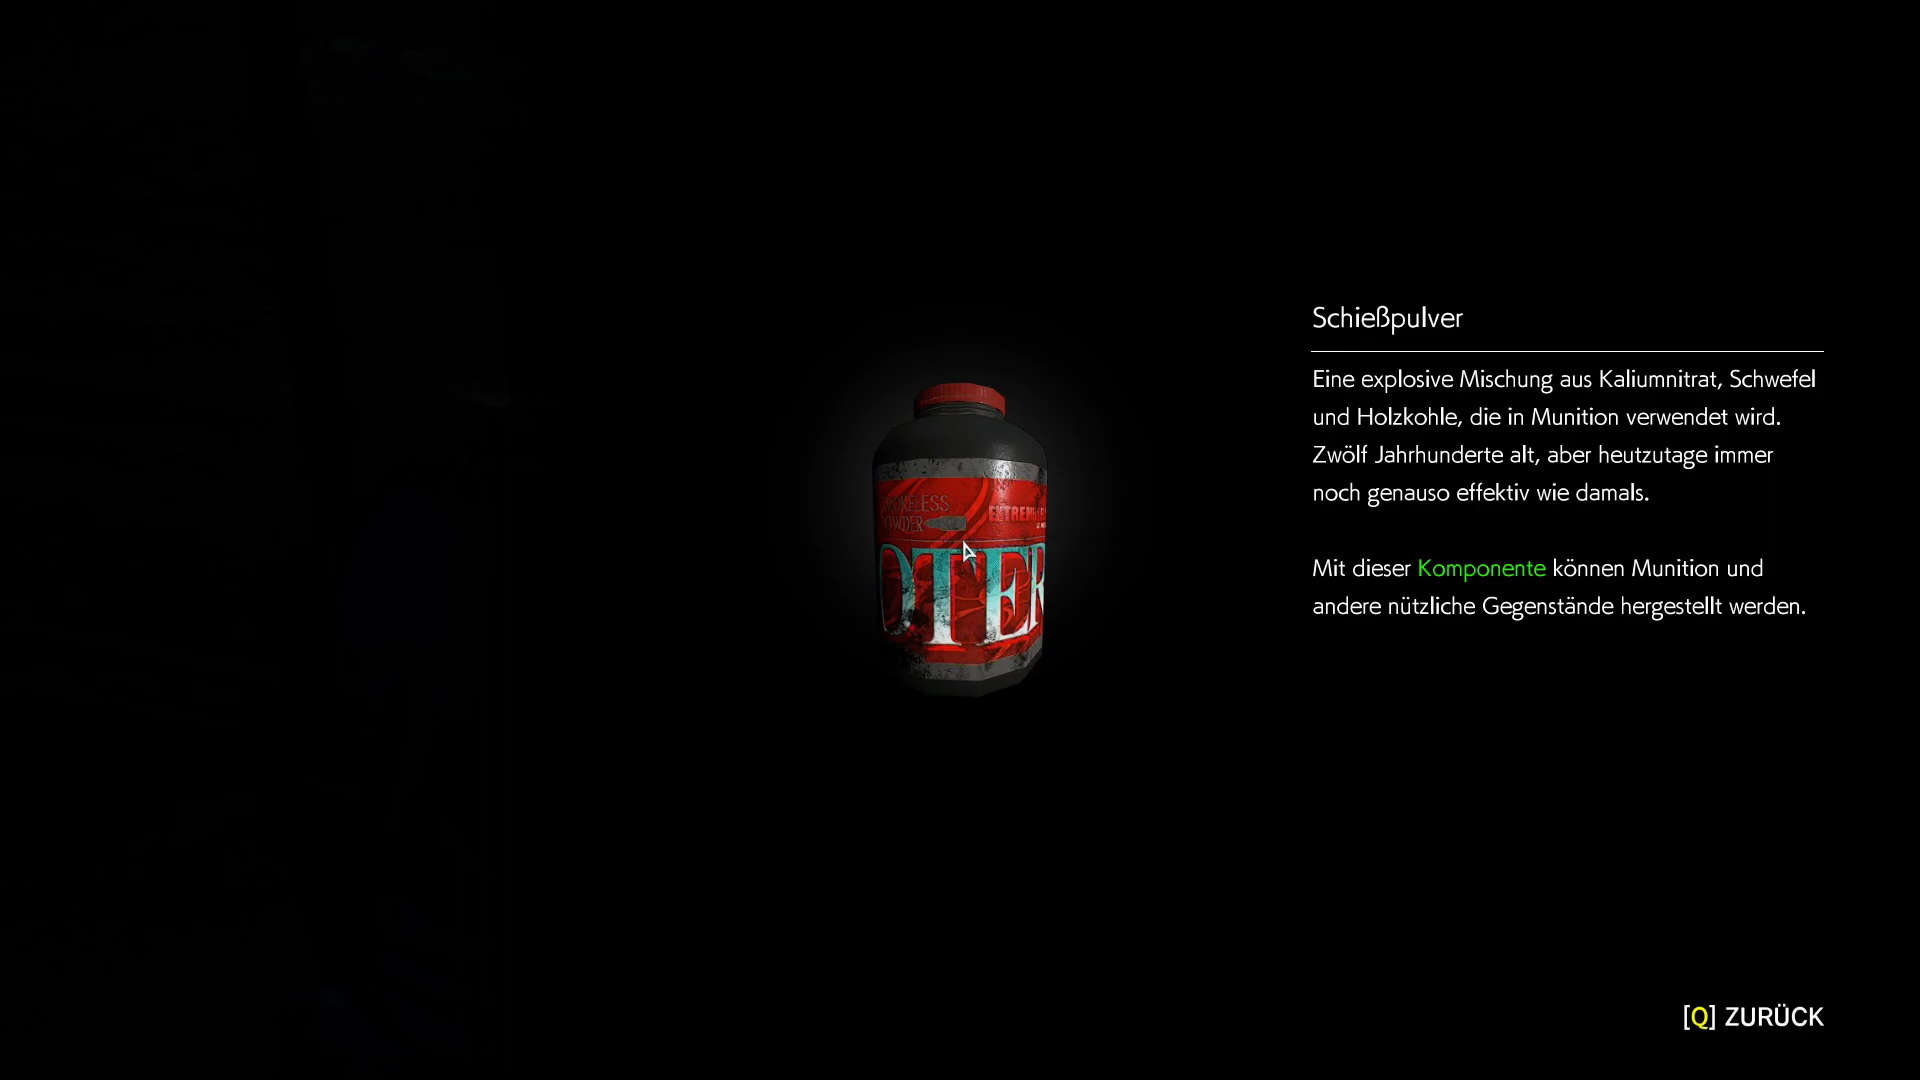 Schießpulver
Eine explosive Mischung aus Kaliumnitrat, Schwefel
und Holzkohle, die in Munition verwendet wird.
Zwölf Jahrhunderte alt, aber heutzutage immer
noch genauso effektiv wie damals.
Mit dieser Komponente können Munition und
andere nützliche Gegenstände hergestellt werden.
SMOKELESS
POWDER
OTER
[Q] ZURÜCK